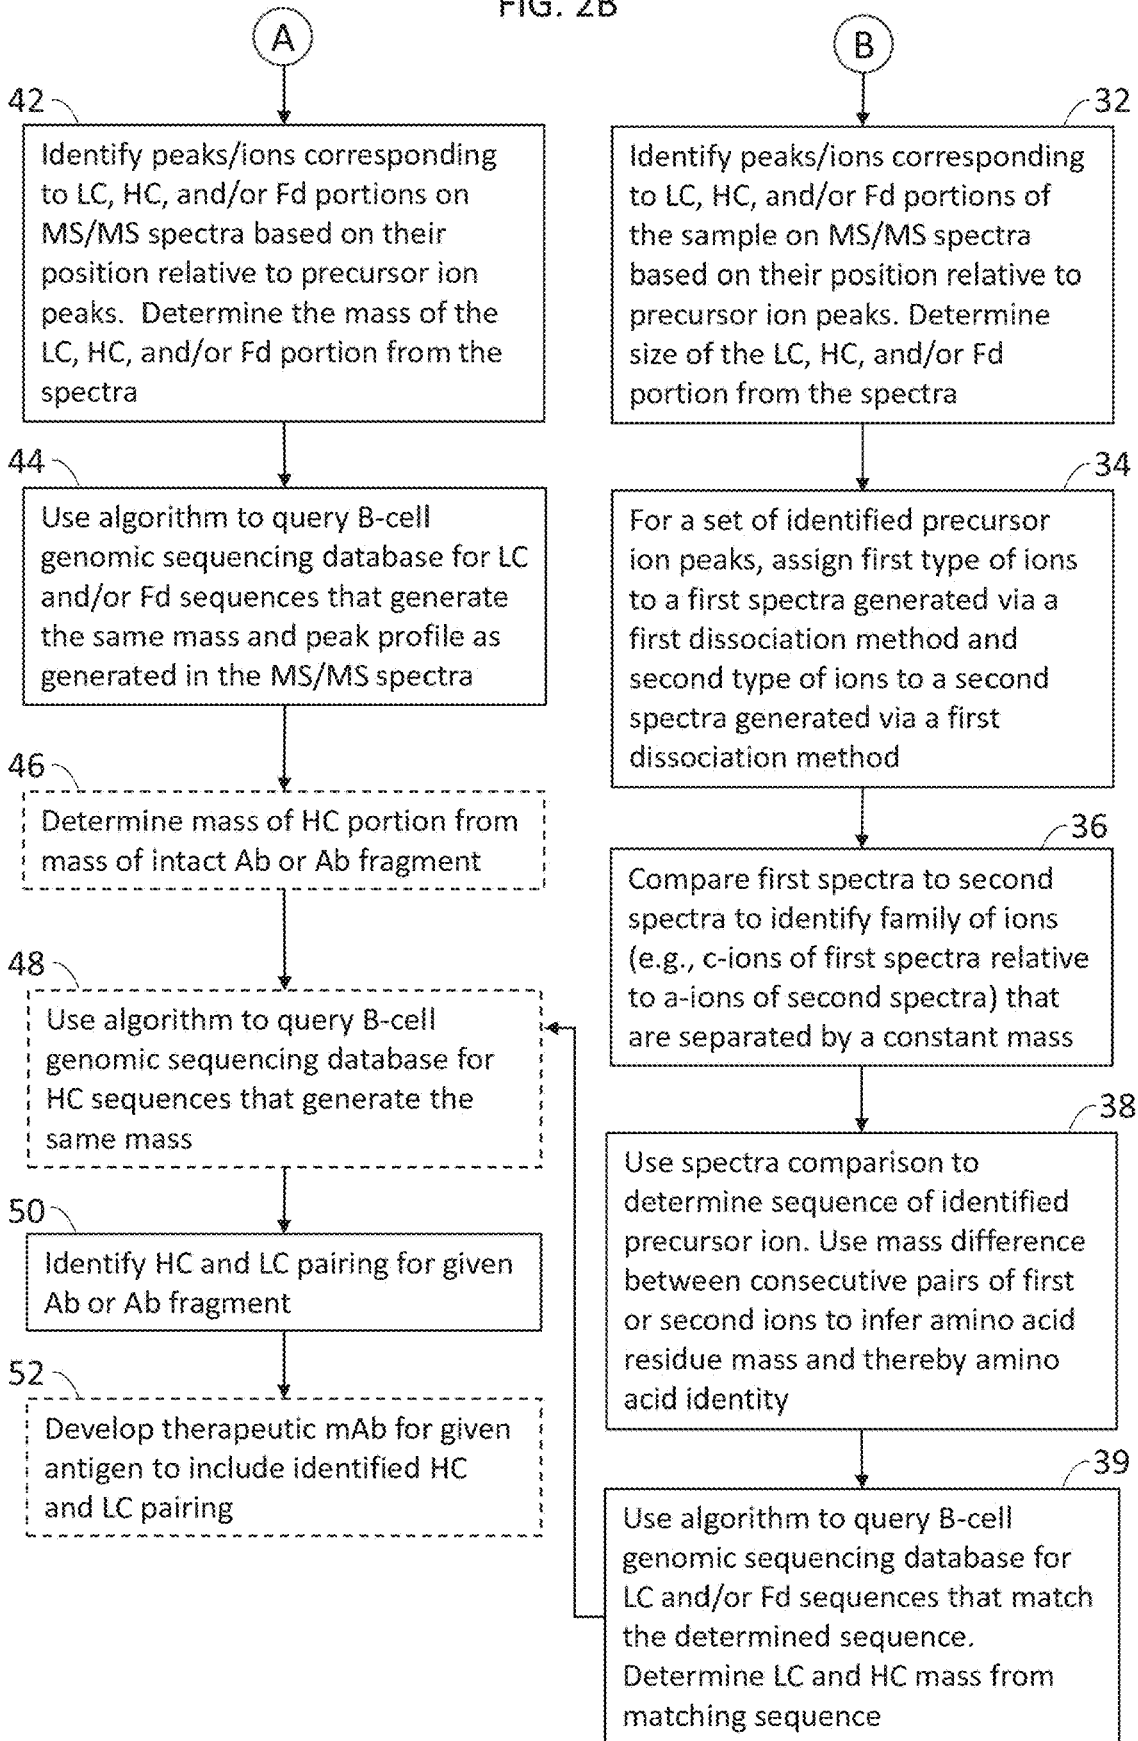 FIG. 2B
A
42
Identify peaks/ions corresponding
to LC, HC, and/or Fd portions on
MS/MS spectra based on their
position relative to precursor ion
peaks.  Determine the mass of the
LC, HC, and/or Fd portion from the
spectra
44
Use algorithm to query B-cell
genomic sequencing database for LC
and/or Fd sequences that generate
the same mass and peak profile as
generated in the MS/MS spectra
46
Determine mass of HC portion from
mass of intact Ab or Ab fragment
48
Use algorithm to query B-cell
genomic sequencing database for
HC sequences that generate the
same mass
50
Identify HC and LC pairing for given
Ab or Ab fragment
52
Develop therapeutic mAb for given
antigen to include identified HC
and LC pairing
B
32
Identify peaks/ions corresponding
to LC, HC, and/or Fd portions of
the sample on MS/MS spectra
based on their position relative to
precursor ion peaks. Determine
size of the LC, HC, and/or Fd
portion from the spectra
34
For a set of identified precursor
ion peaks, assign first type of ions
to a first spectra generated via a
first dissociation method and
second type of ions to a second
spectra generated via a first
dissociation method
36
Compare first spectra to second
spectra to identify family of ions
(e.g., c-ions of first spectra relative
to a-ions of second spectra) that
are separated by a constant mass
38
Use spectra comparison to
determine sequence of identified
precursor ion. Use mass difference
between consecutive pairs of first
or second ions to infer amino acid
residue mass and thereby amino
acid identity
39
Use algorithm to query B-cell
genomic sequencing database for
LC and/or Fd sequences that match
the determined sequence.
Determine LC and HC mass from
matching sequence